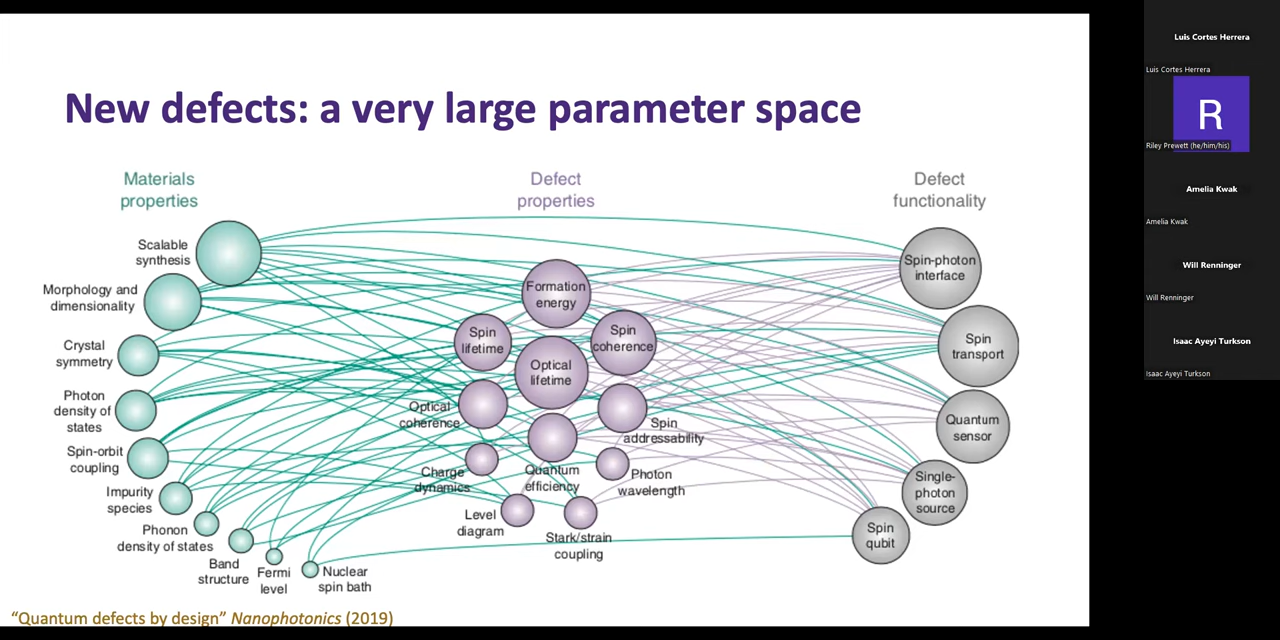 New defects: a very large parameter space
Materials
properties
Defect
properties
Defect
functionality
Scalable
synthesis
Morphology and
dimensionality
Crystal
symmetry
Photon
density of
states
Spin-orbit
coupling
Impurity
species
Phonon
density of states
Band
structure
Fermi
level
Nuclear
spin bath
Formation
energy
Spin
lifetime
Spin
coherence
Optical
lifetime
Optical
coherence
Spin
addressability
Charge
dynamics
Quantum
efficiency
Photon
wavelength
Level
diagram
Stark/strain
coupling
Spin-photon
interface
Spin
transport
Quantum
sensor
Single-
photon
source
Spin
qubit
"Quantum defects by design" Nanophotonics (2019)
Luis Cortes Herrera
Luis Cortes Herrera
R
Riley Prewett (he/him/his)
Amelia Kwak
Amelia Kwak
Will Renninger
Will Renninger
Isaac Ayeyi Turkson
Isaac Ayeyi Turkson